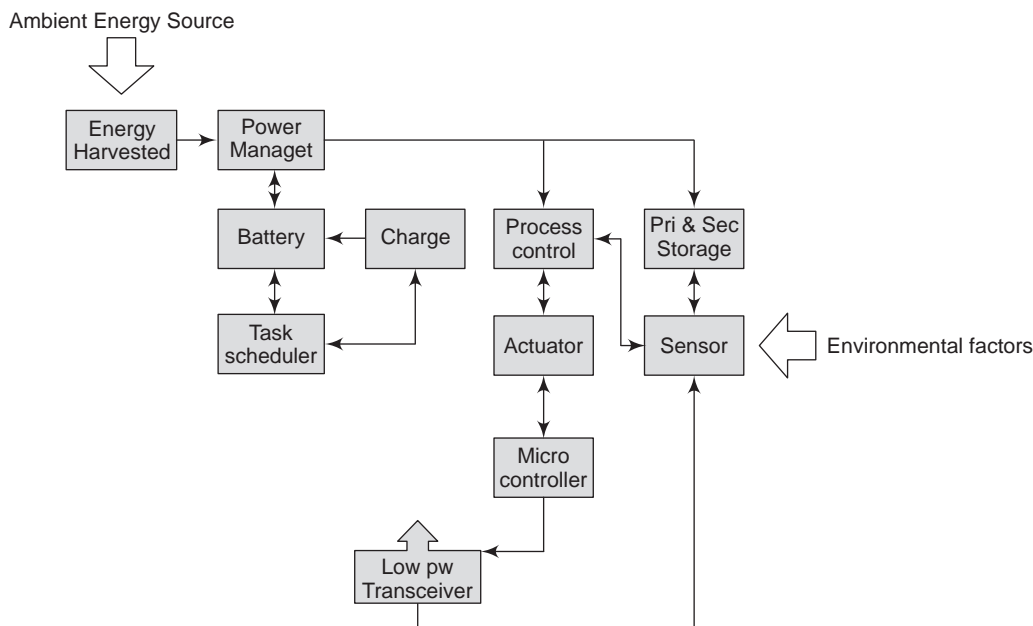 Ambient Energy Source
Energy
Harvested
Power
Managet
Battery
Charge
Process
control
Pri & Sec
Storage
Task
scheduler
Actuator
Sensor
Environmental factors
Micro
controller
Low pw
Transceiver